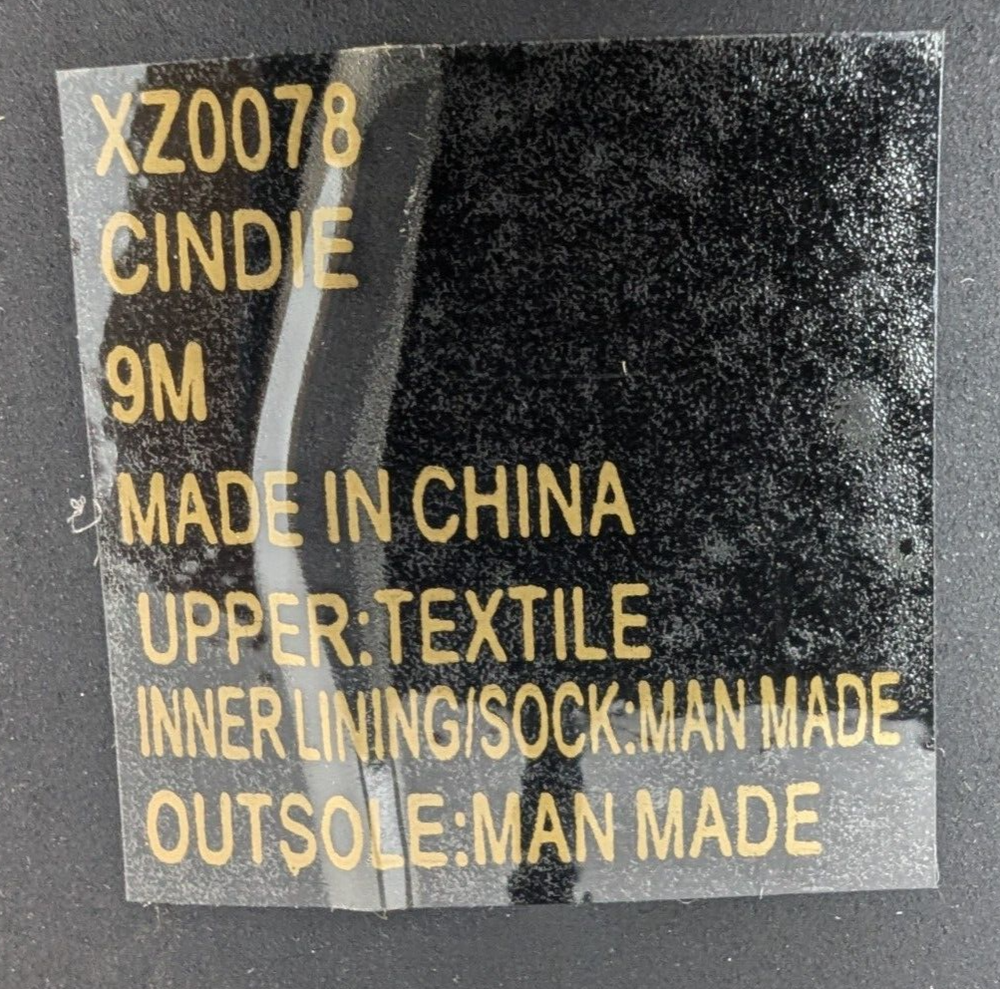 XZ0078
CINDIE
9M
MADE IN CHINA
UPPER:TEXTILE
INNER LINING/SOCK:MAN MADE
OUTSOLE:MAN MADE